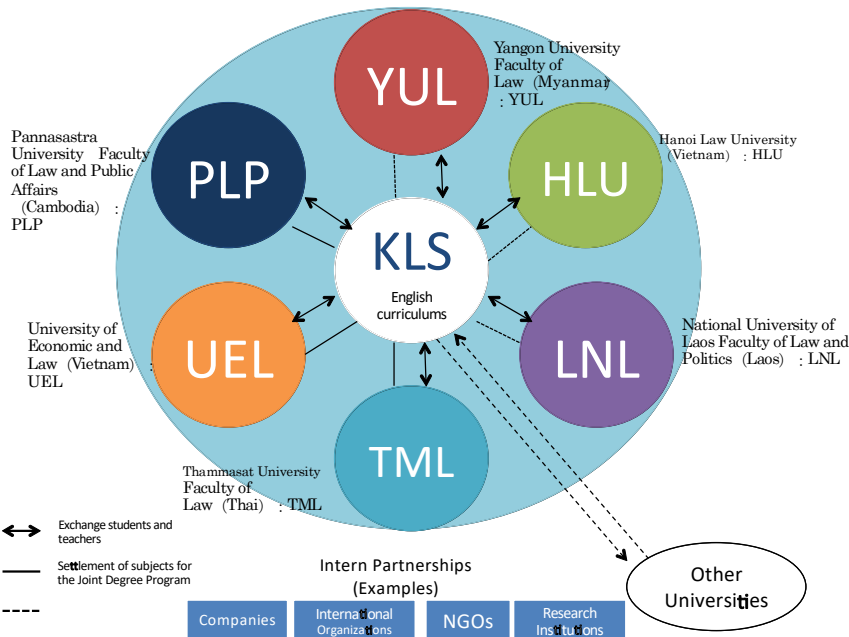 YUL
Yangon University
Faculty of
Law (Myanmar)
: YUL
Pannasastra
University Faculty
of Law and Public
Affairs
(Cambodia) :
PLP
PLP
HLU
Hanoi Law University
(Vietnam) : HLU
KLS
English
curriculums
University of
Economic and
Law (Vietnam) :
UEL
UEL
LNL
National University of
Laos Faculty of Law and
Politics (Laos) : LNL
TML
Thammasat University
Faculty of
Law (Thai) : TML
Exchange students and
teachers
Settlement of subjects for
the Joint Degree Program
Intern Partnerships
(Examples)
Companies
International
Organizations
NGOs
Research
Institutions
Other
Universities